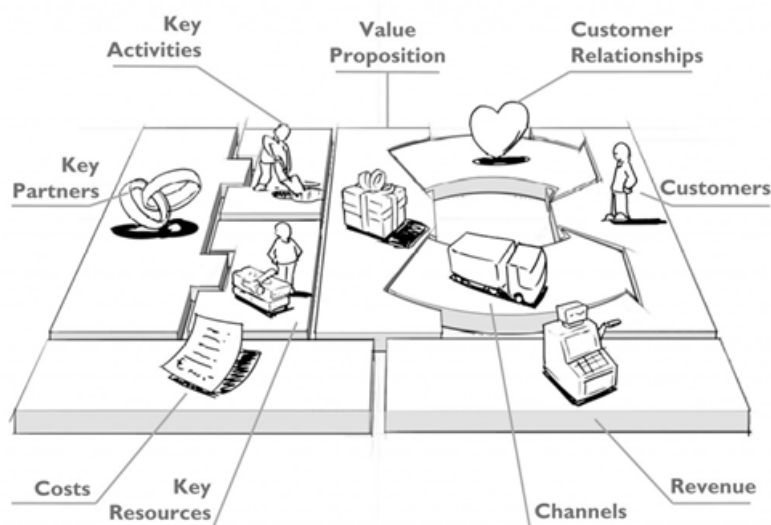 Key
Activities
Value
Proposition
Customer
Relationships
Key
Partners
Customers
Costs
Key
Resources
Channels
Revenue